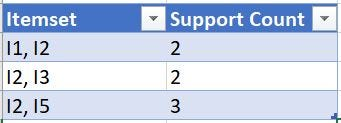 Itemset Support Count
I1, I2 2
I2, I3 2
I2, I5 3